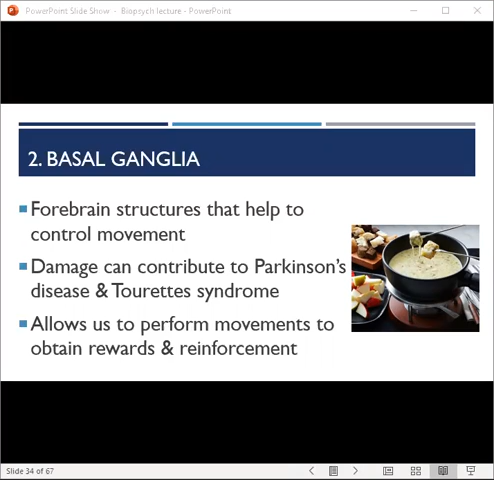 PowerPoint Slide Show - Biopsych lecture - PowerPoint
2. BASAL GANGLIA
Forebrain structures that help to
control movement
Damage can contribute to Parkinson's
disease & Tourettes syndrome
Allows us to perform movements to
obtain rewards & reinforcement
Slide 34 of 67